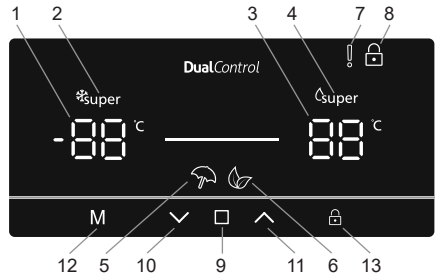 1 2 3 4 7 8
DualControl
super super
-88 °C 88 °C
M
12 5 10 9 11 6 13